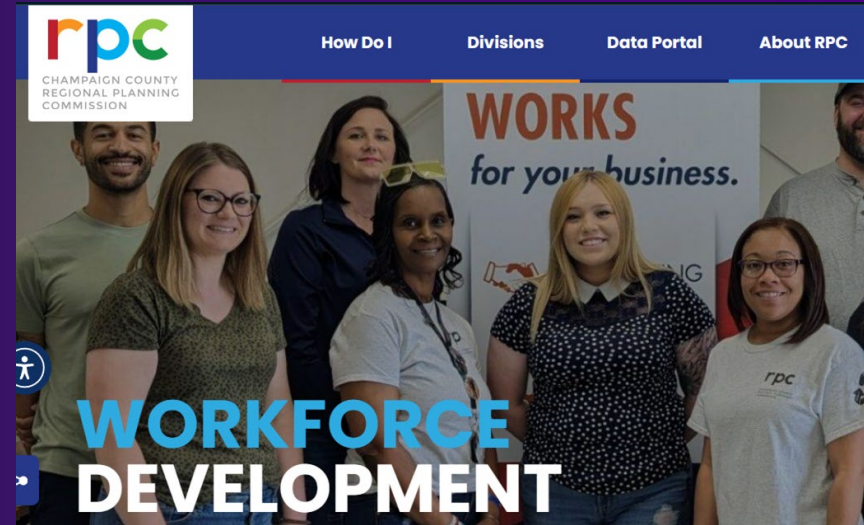 rpc
CHAMPAIGN COUNTY
REGIONAL PLANNING
COMMISSION
How Do I
Divisions
Data Portal
About RPC
WORKS
for your business.
rpc
WORKFORCE
DEVELOPMENT